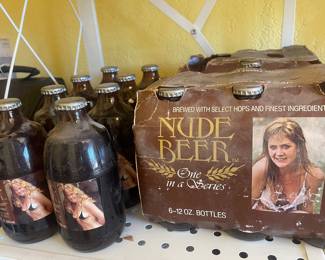 BREWED WITH SELECT HOPS AND FINEST INGREDIENT
NUDE
BEER
One
in a Series
6-12 OZ. BOTTLES